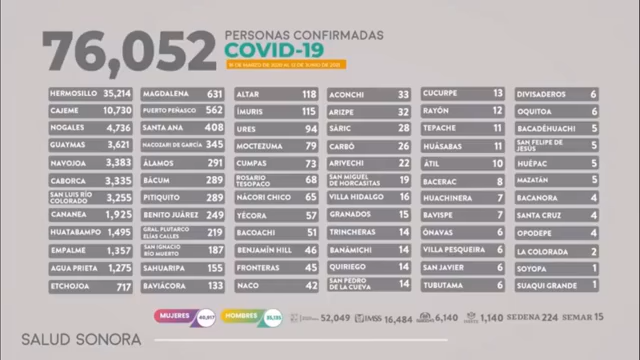 76,052 PERSONAS CONFIRMADAS
COVID-19
HERMOSILLO 35,214
CAJEME 10,730
NOGALES 4,736
GUAYMAS 3,621
NAVOJOA 3,383
CABORCA 3,335
SAN LUIS RÍO COLORADO 3,255
CANANEA 1,925
HUATABAMPO 1,495
EMPALME 1,357
AGUA PRIETA 1,275
ETCHOJOA 717
MAGDALENA 631
PUERTO PEÑASCO 562
SANTA ANA 408
NACOZARI DE GARCÍA 345
ÁLAMOS 291
BÁCUM 289
PITIQUITO 289
BENITO JUÁREZ 249
GRAL. PLUTARCO ELÍAS CALLES 219
SAN IGNACIO RÍO MUERTO 187
SAHUARIPA 155
BAVIÁCORA 133
ALTAR 118
ÍMURIS 115
URES 94
MOCTEZUMA 79
CUMPAS 73
ROSARIO TESOPACO 68
NÁCORI CHICO 65
YÉCORA 57
BACOACHI 51
BENJAMÍN HILL 46
FRONTERAS 45
NACO 42
ACONCHI 33
ARIZPE 32
SÁRIC 28
CARBÓ 26
ARIVECHI 22
SAN MIGUEL DE HORCASITAS 19
VILLA HIDALGO 16
GRANADOS 15
TRINCHERAS 14
BANÁMICHI 14
QUIRIEGO 14
SAN PEDRO DE LA CUEVA 14
CUCURPE 13
RAYÓN 12
TEPACHE 11
HUÁSABAS 11
ÁTIL 10
BACERAC 8
HUACHINERA 7
BAVISPE 7
ÓNAVAS 6
VILLA PESQUEIRA 6
SAN JAVIER 6
TUBUTAMA 6
DIVISADEROS 6
OQUITOA 6
BACADÉHUACHI 5
SAN FELIPE DE JESÚS 5
HUÉPAC 5
MAZATÁN 5
BACANORA 4
SANTA CRUZ 4
OPODEPE 4
LA COLORADA 2
SOYOPA 1
SUAQUI GRANDE 1
MUJERES HOMBRES 52,049 IMSS 16,484 6,140 1,140 SEDENA 224 SEMAR 15
SALUD SONORA